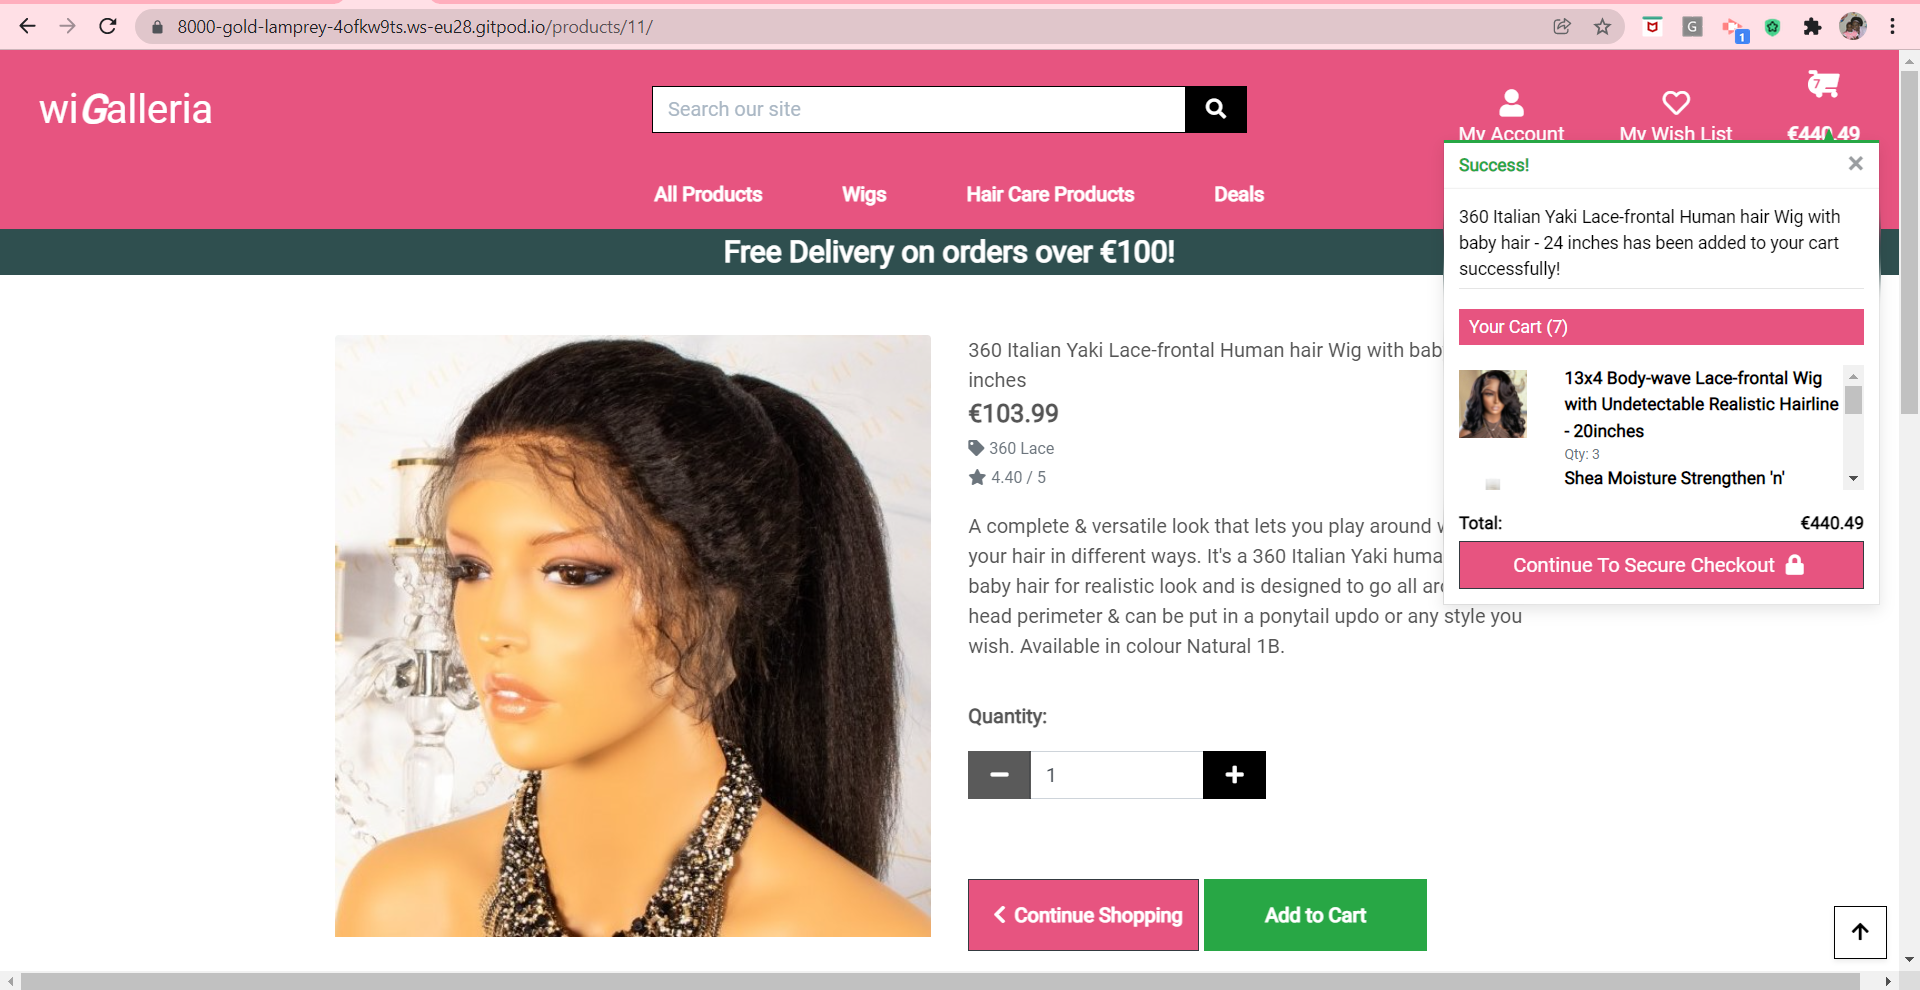 8000-gold-lamprey-4ofkw9ts.ws-eu28.gitpod.io/products/11/
G
1
wiGalleria
Search our site
My Account
My Wish List
7
€440.49
All Products
Wigs
Hair Care Products
Deals
Free Delivery on orders over €100!
Success!
360 Italian Yaki Lace-frontal Human hair Wig with
baby hair - 24 inches has been added to your cart
successfully!
Your Cart (7)
13x4 Body-wave Lace-frontal Wig
with Undetectable Realistic Hairline
- 20inches
Qty: 3
Shea Moisture Strengthen 'n'
Total:
€440.49
Continue To Secure Checkout
360 Italian Yaki Lace-frontal Human hair Wig with bab
inches
€103.99
360 Lace
4.40 / 5
A complete & versatile look that lets you play around
your hair in different ways. It's a 360 Italian Yaki huma
baby hair for realistic look and is designed to go all
head perimeter & can be put in a ponytail updo or any style you
wish. Available in colour Natural 1B.
Quantity:
1
Continue Shopping
Add to Cart